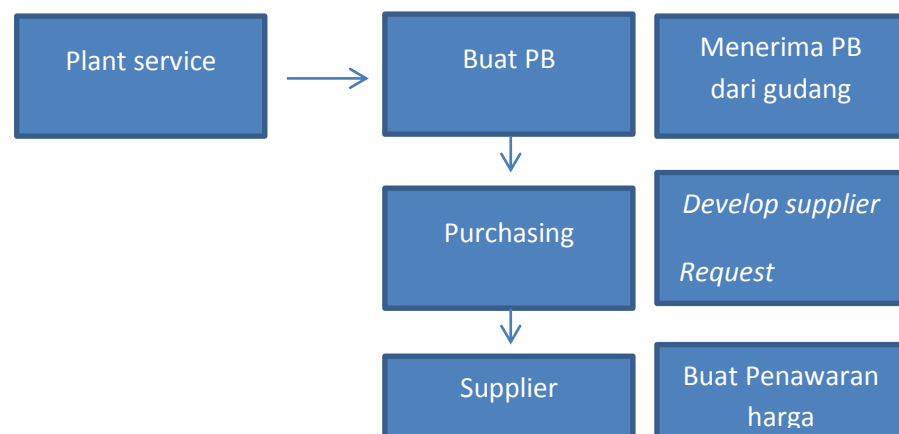 Plant service
Buat PB
Menerima PB
dari gudang
Purchasing
Develop supplier
Request
Supplier
Buat Penawaran
harga